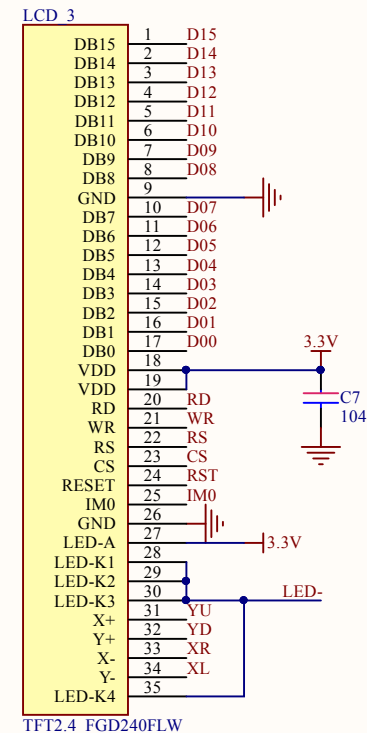 LCD_3
DB15 1 D15
DB14 2 D14
DB13 3 D13
DB12 4 D12
DB11 5 D11
DB10 6 D10
DB9 7 D09
DB8 8 D08
GND 9
DB7 10 D07
DB6 11 D06
DB5 12 D05
DB4 13 D04
DB3 14 D03
DB2 15 D02
DB1 16 D01
DB0 17 D00
VDD 18 3.3V
VDD 19
C7
104
RD 20 RD
WR 21 WR
RS 22 RS
CS 23 CS
RESET 24 RST
IM0 25 IM0
GND 26
LED-A 27 3.3V
LED-K1 28
LED-K2 29
LED-K3 30 LED-
X+ 31 YU
Y+ 32 YD
X- 33 XR
Y- 34 XL
LED-K4 35
TFT2.4_FGD240FLW